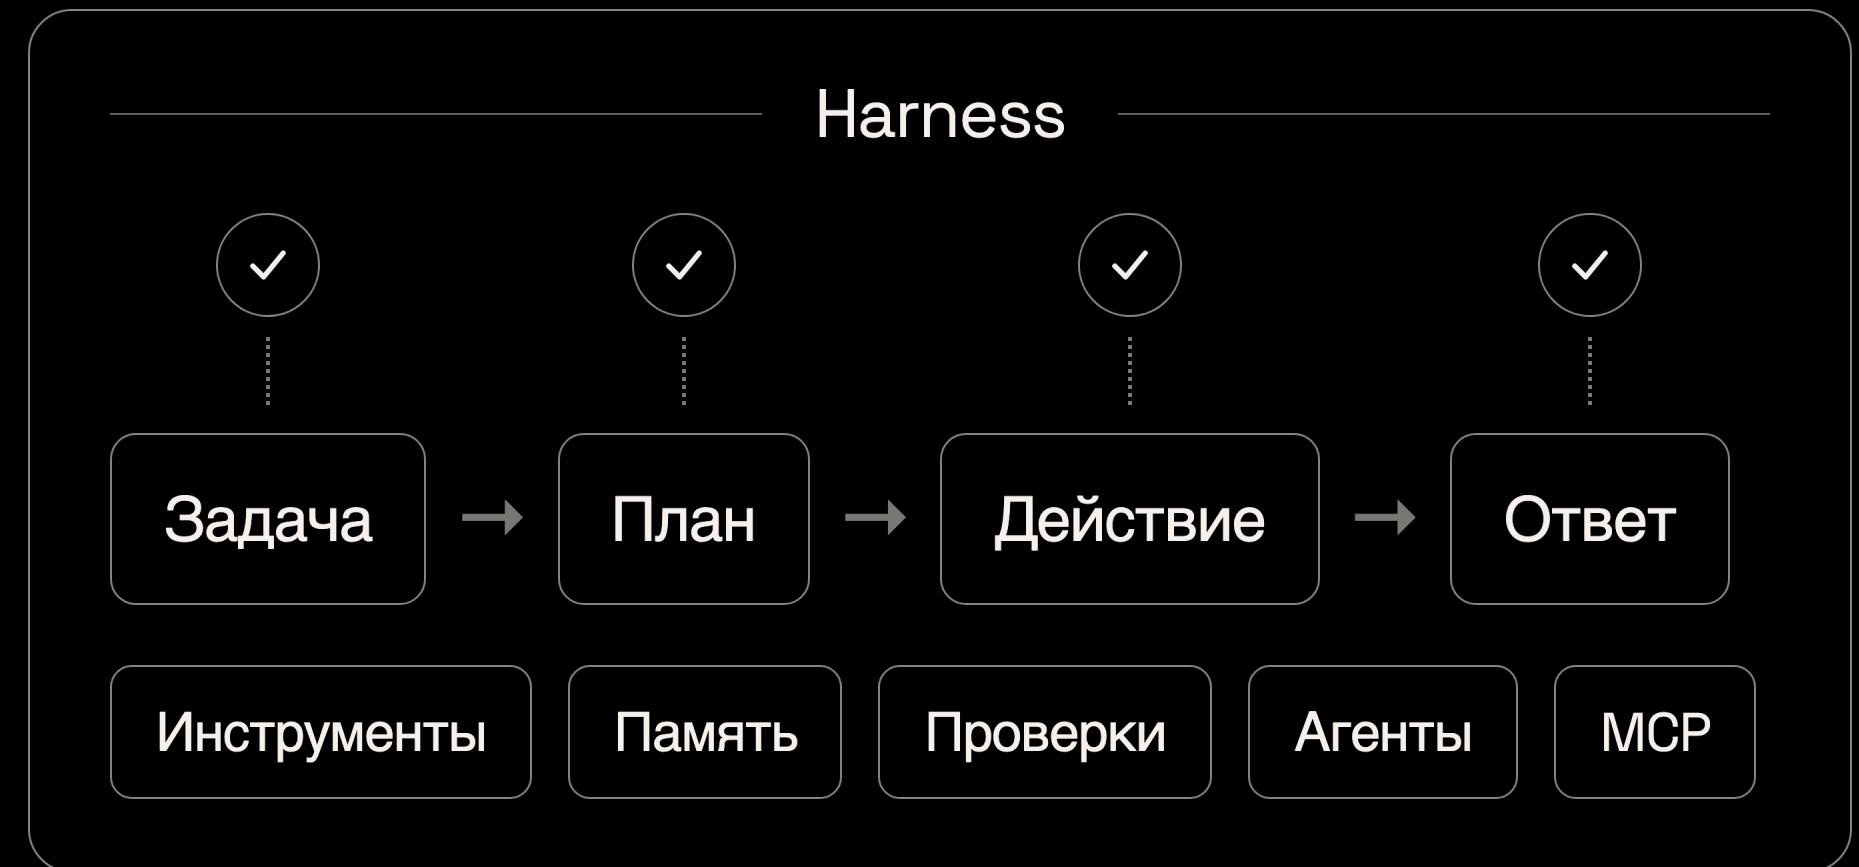 Harness
Задача
План
Действие
Ответ
Инструменты
Память
Проверки
Агенты
MCP